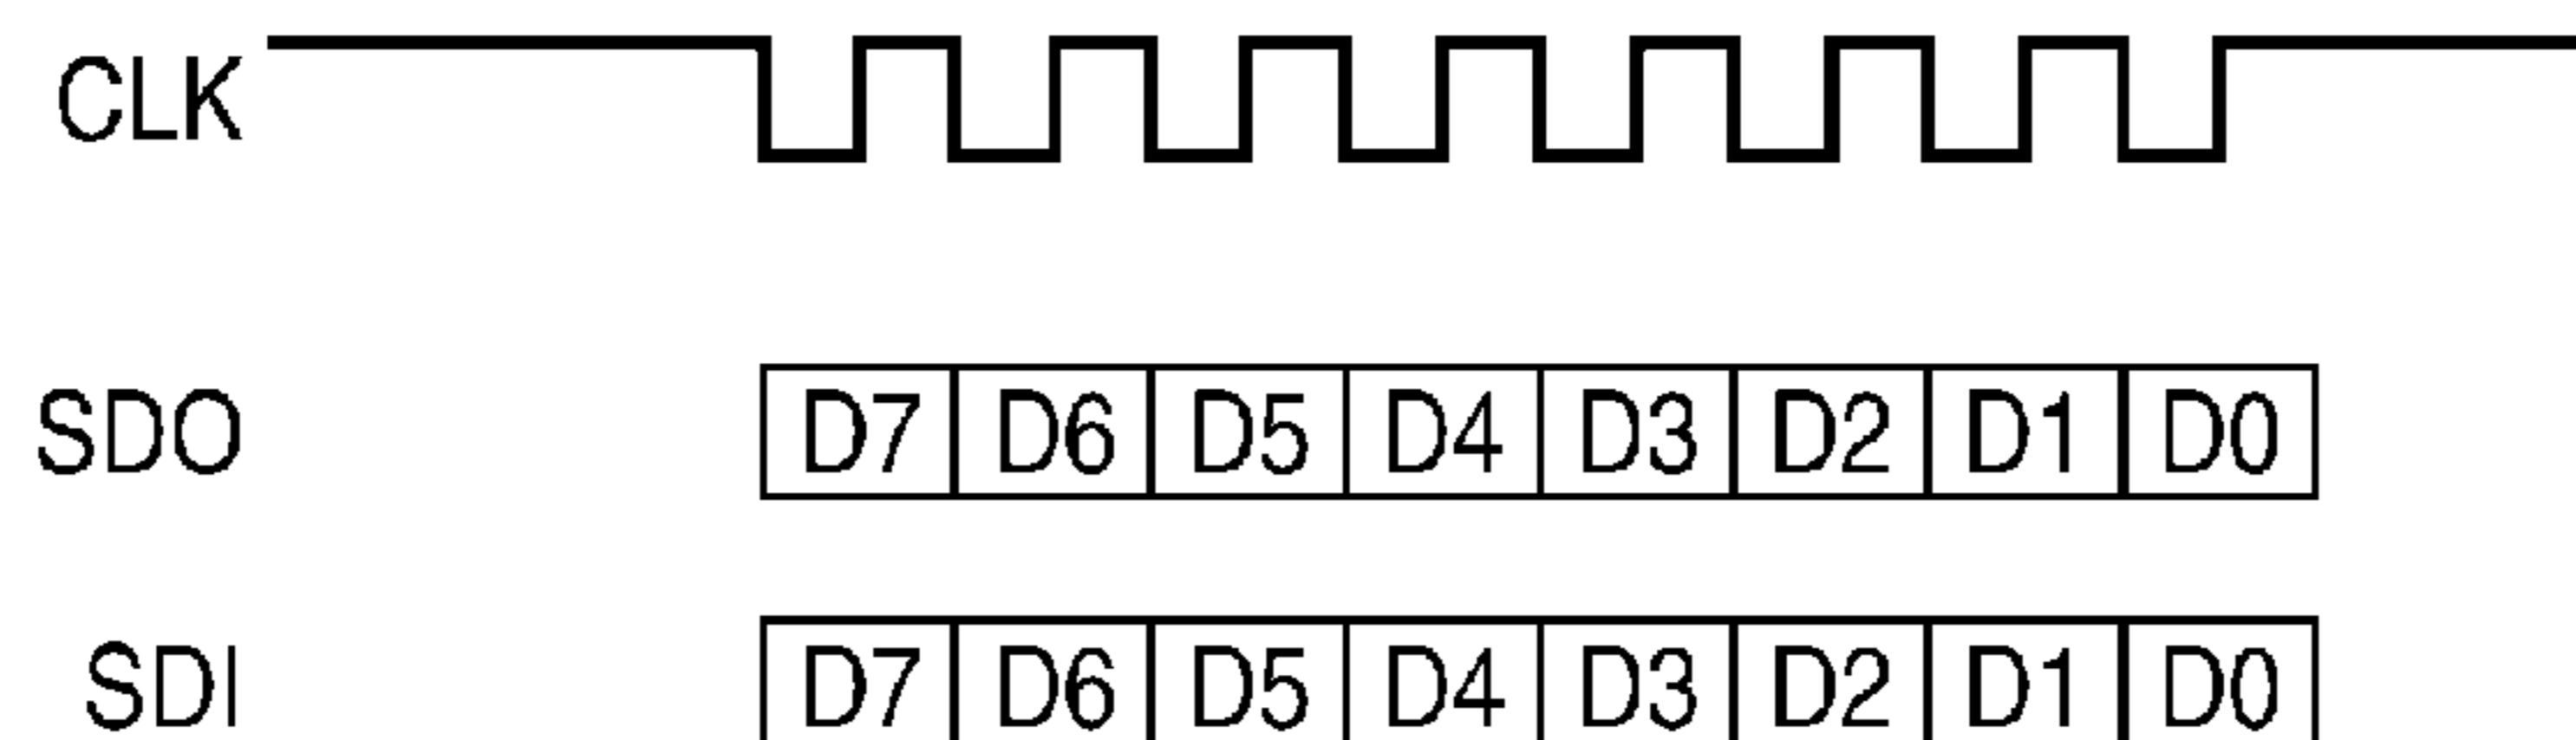 CLK
SDO D7 D6 D5 D4 D3 D2 D1 D0
SDI D7 D6 D5 D4 D3 D2 D1 D0